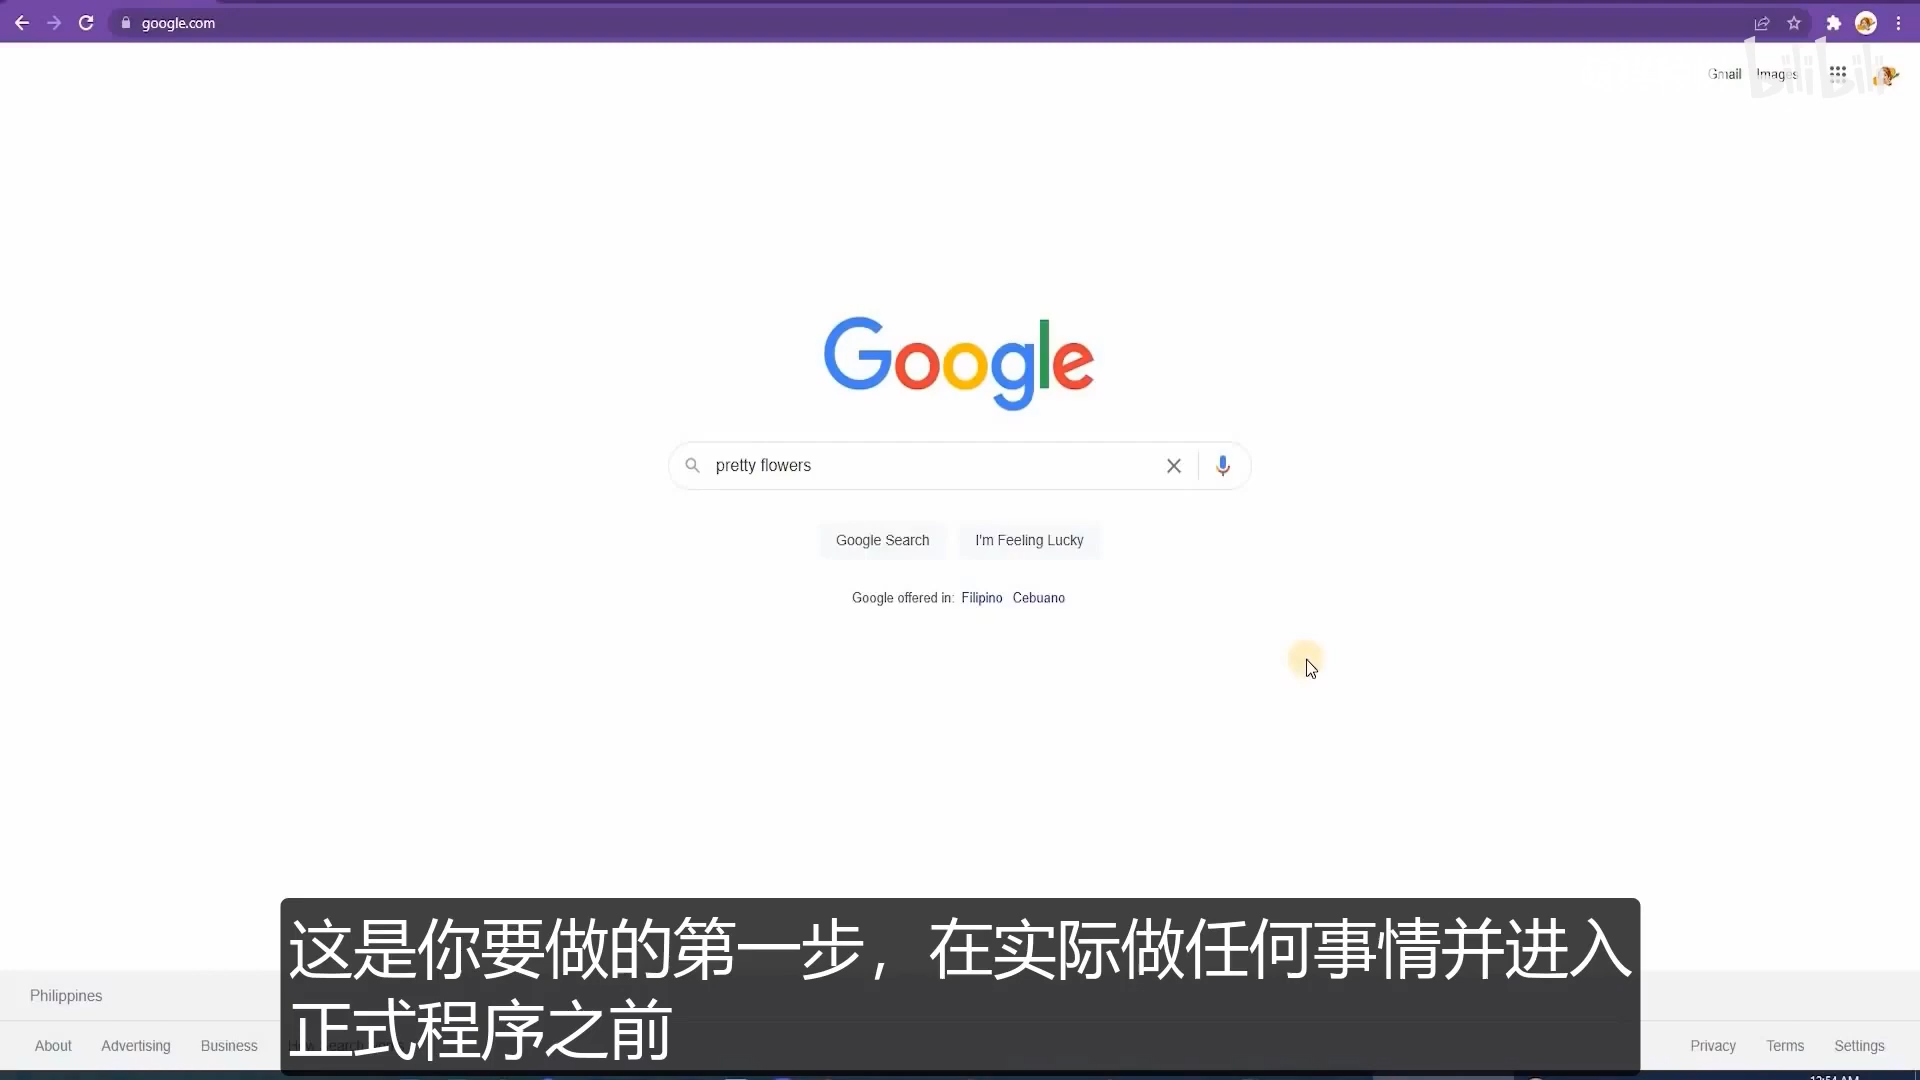 google.com
Gmail Images
bilibili
Google
pretty flowers
Google Search I'm Feeling Lucky
Google offered in: Filipino Cebuano
这是你要做的第一步，在实际做任何事情并进入
正式程序之前
Philippines
About Advertising Business
Privacy Terms Settings